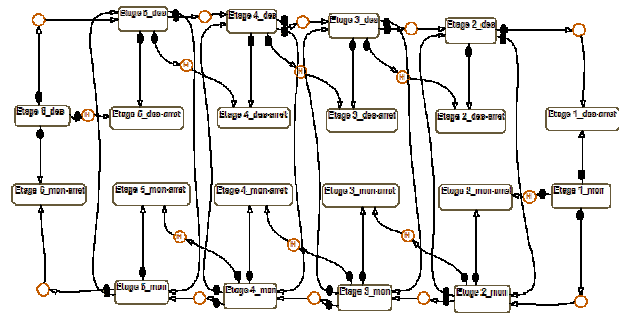 Etage 5_des
Etage 4_des
Etage 3_des
Etage 2_des
Etage 6_des
H
H
H
H
Etage 5_des-arret
Etage 4_des-arret
Etage 3_des-arret
Etage 2_des-arret
Etage 1_des-arret
Etage 6_mon-arret
Etage 5_mon-arret
Etage 4_mon-arret
Etage 3_mon-arret
Etage 2_mon-arret
H
Etage 1_mon
H
H
H
Etage 5_mon
Etage 4_mon
Etage 3_mon
Etage 2_mon